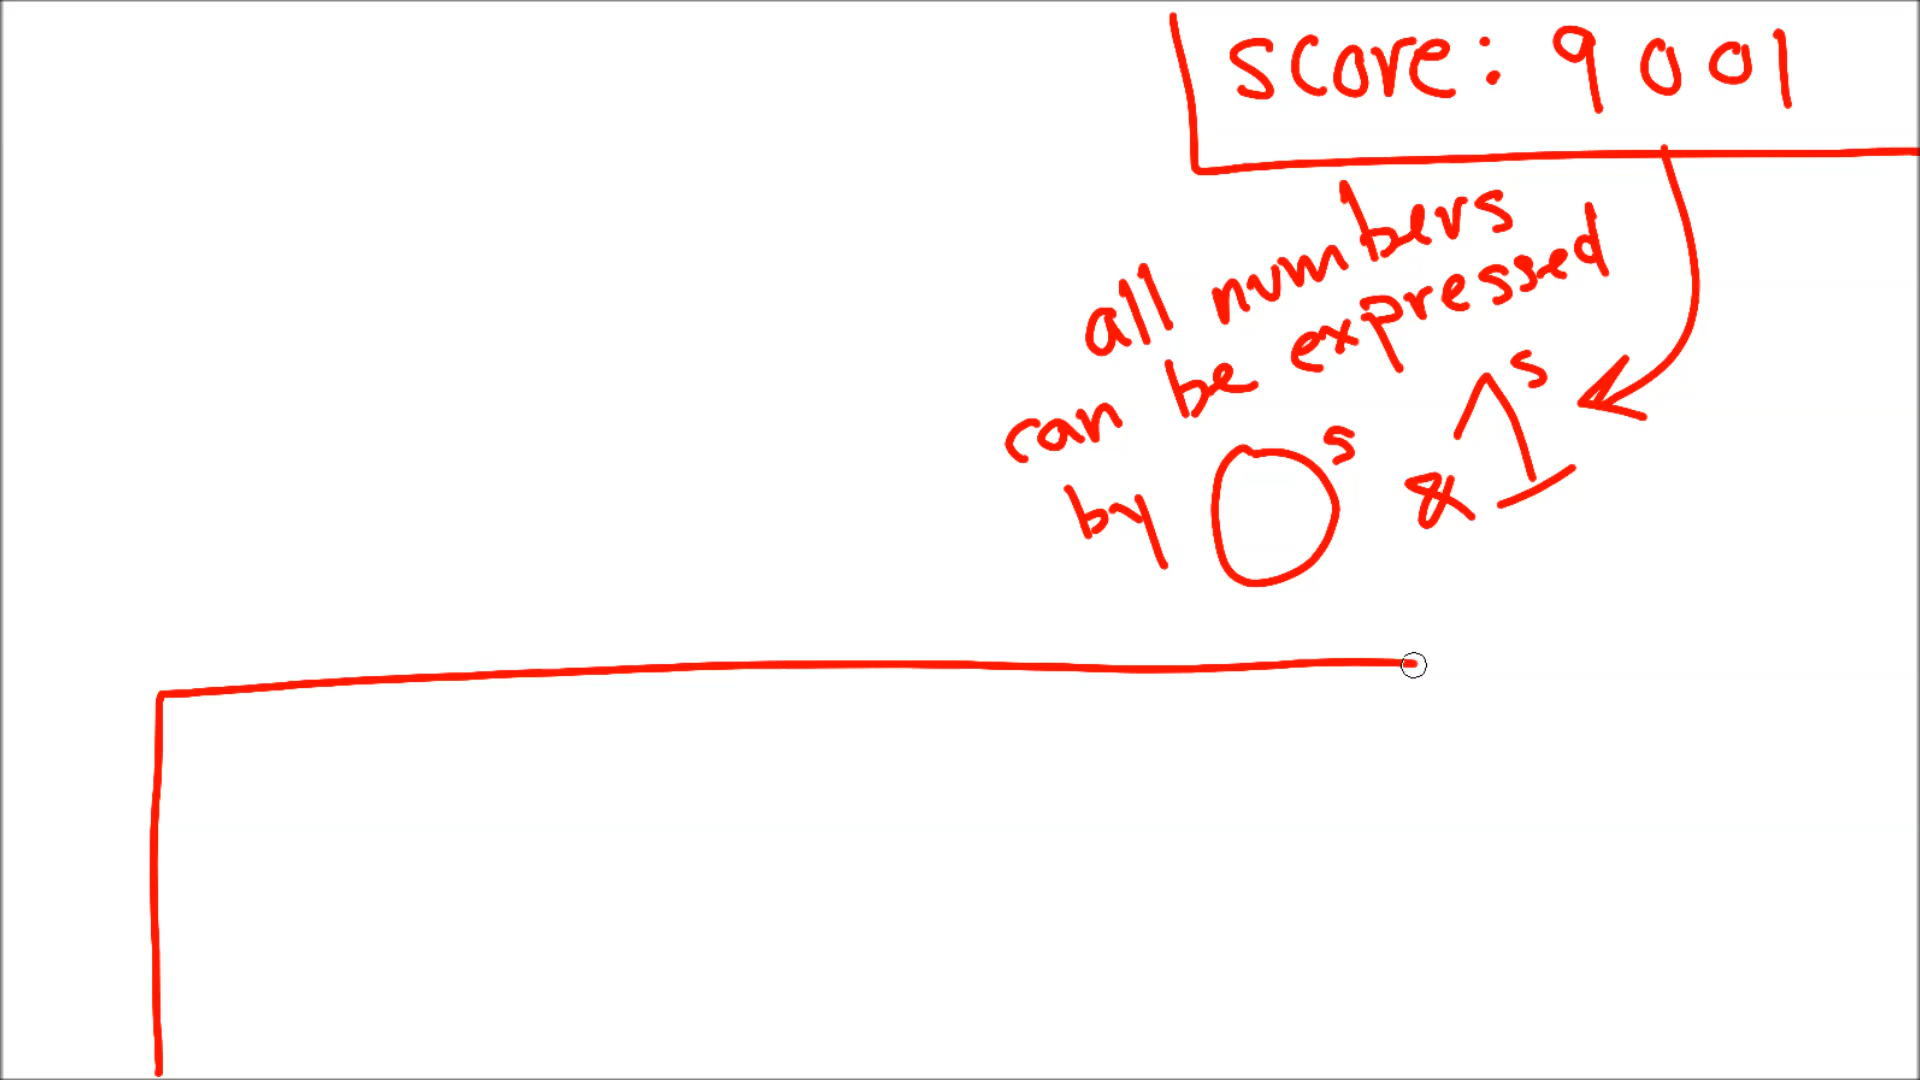 score: 9001
all numbers
can be expressed
by 0s & 1s